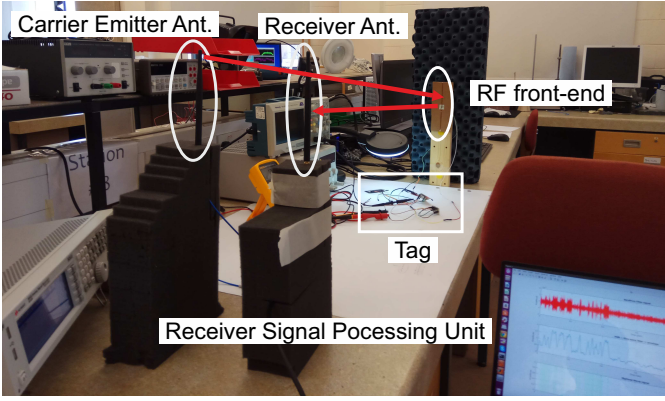 Carrier Emitter Ant.
Receiver Ant.
RF front-end
Station
Tag
Receiver Signal Pocessing Unit